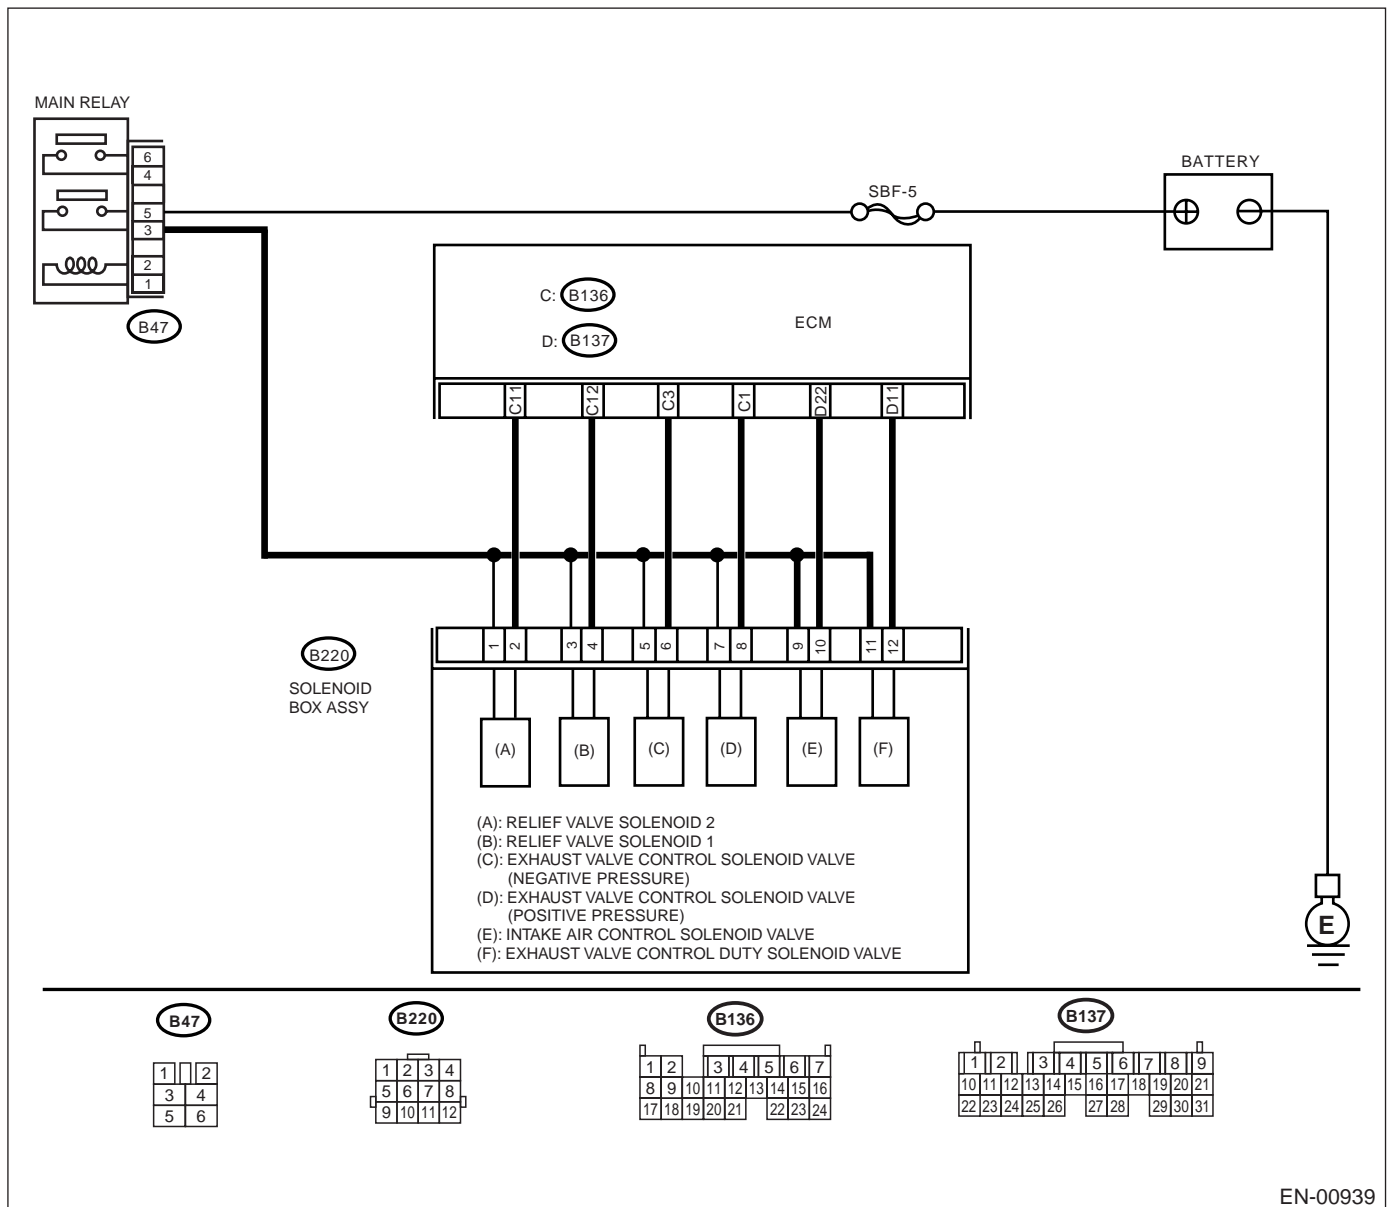 MAIN RELAY
6
4
5
3
2
1
B47
SBF-5
BATTERY
C: B136
D: B137
ECM
C11 C12 C3 C1 D22 D11
1 2 3 4 5 6 7 8 9 10 11 12
B220
SOLENOID
BOX ASSY
(A) (B) (C) (D) (E) (F)
(A): RELIEF VALVE SOLENOID 2
(B): RELIEF VALVE SOLENOID 1
(C): EXHAUST VALVE CONTROL SOLENOID VALVE
(NEGATIVE PRESSURE)
(D): EXHAUST VALVE CONTROL SOLENOID VALVE
(POSITIVE PRESSURE)
(E): INTAKE AIR CONTROL SOLENOID VALVE
(F): EXHAUST VALVE CONTROL DUTY SOLENOID VALVE
E
B47
1 2
3 4
5 6
B220
1 2 3 4
5 6 7 8
9 10 11 12
B136
1 2 3 4 5 6 7
8 9 10 11 12 13 14 15 16
17 18 19 20 21 22 23 24
B137
1 2 3 4 5 6 7 8 9
10 11 12 13 14 15 16 17 18 19 20 21
22 23 24 25 26 27 28 29 30 31
EN-00939